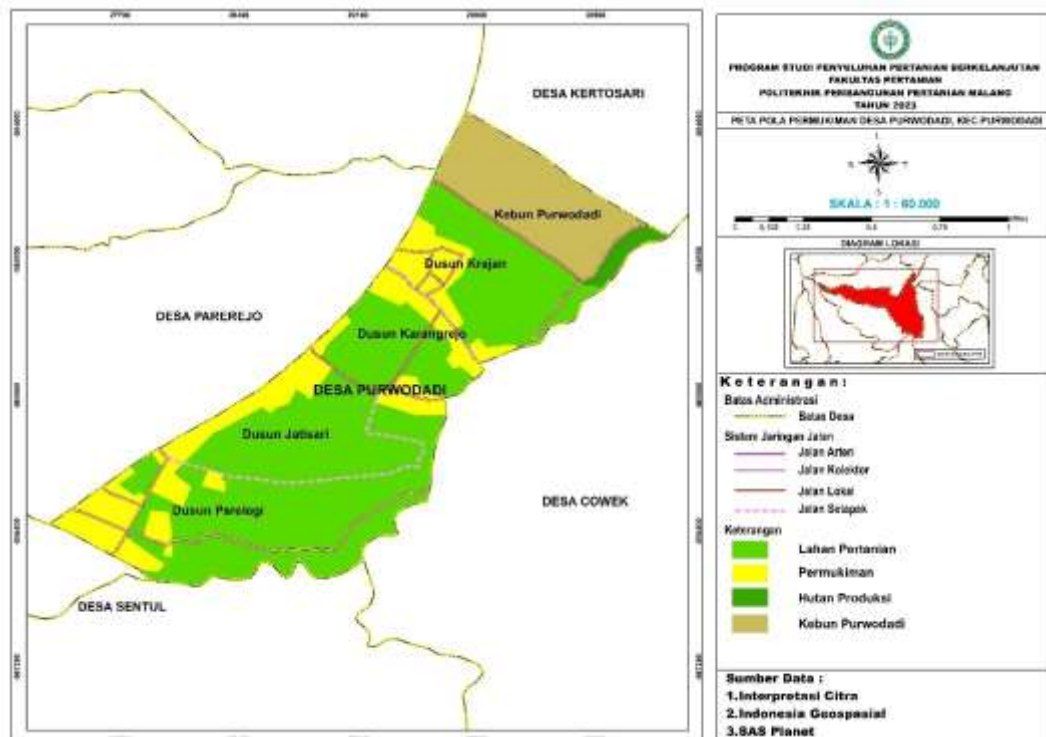 DESA KERTOSARI
Kebun Purwodadi
Dusun Krajan
DESA PAREREJO
Dusun Karangrejo
DESA PURWODADI
Dusun Jatisari
DESA COWEK
Dusun Parelegi
DESA SENTUL
PROGRAM STUDI PENYULUHAN PERTANIAN BERKELANJUTAN
FAKULTAS PERTANIAN
POLITEKNIK PEMBANGUNAN PERTANIAN MALANG
TAHUN 2023
PETA POLA PERMUKIMAN DESA PURWODADI, KEC PURWODADI
SKALA : 1 : 60.000
DIAGRAM LOKASI
Keterangan :
Batas Administrasi
Batas Desa
Sistem Jaringan Jalan
Jalan Arteri
Jalan Kolektor
Jalan Lokal
Jalan Setapak
Keterangan
Lahan Pertanian
Permukiman
Hutan Produksi
Kebun Purwodadi
Sumber Data :
1.Interpretasi Citra
2.Indonesia Geospasial
3.SAS Planet